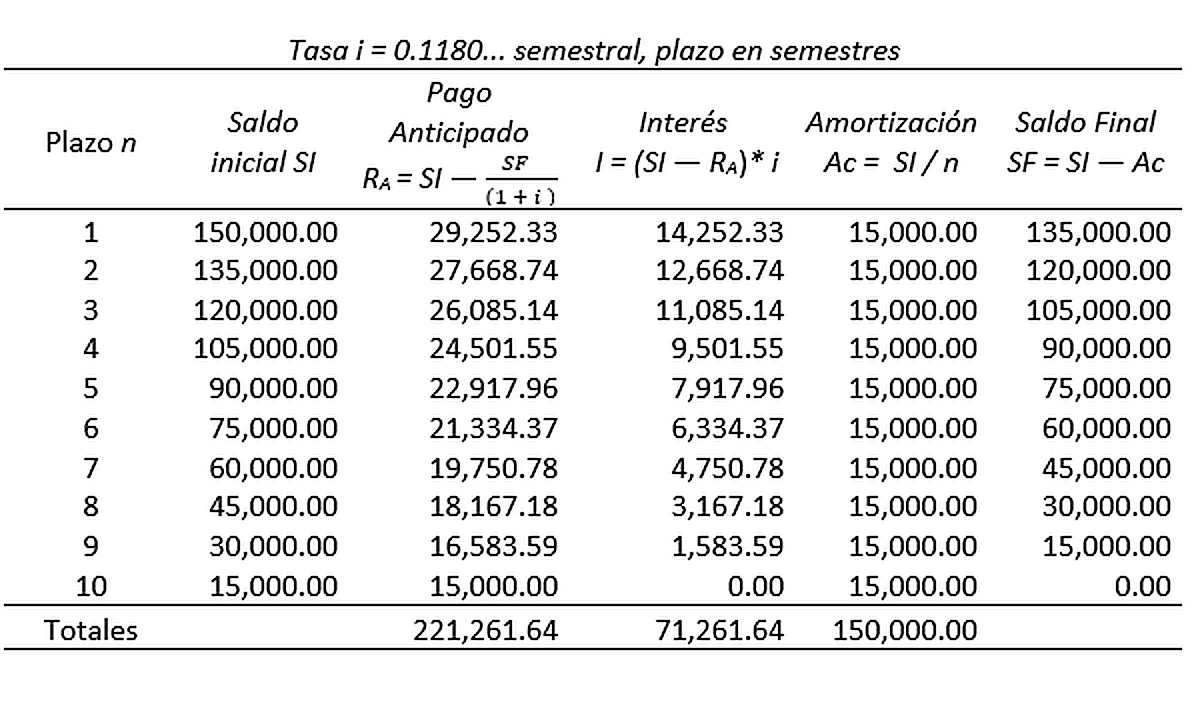 Tasa i = 0.1180... semestral, plazo en semestres
Plazo n Saldo inicial SI Pago Anticipado R_A = SI — SF/(1 + i) Interés I = (SI — R_A)* i Amortización Ac = SI / n Saldo Final SF = SI — Ac
1 150,000.00 29,252.33 14,252.33 15,000.00 135,000.00
2 135,000.00 27,668.74 12,668.74 15,000.00 120,000.00
3 120,000.00 26,085.14 11,085.14 15,000.00 105,000.00
4 105,000.00 24,501.55 9,501.55 15,000.00 90,000.00
5 90,000.00 22,917.96 7,917.96 15,000.00 75,000.00
6 75,000.00 21,334.37 6,334.37 15,000.00 60,000.00
7 60,000.00 19,750.78 4,750.78 15,000.00 45,000.00
8 45,000.00 18,167.18 3,167.18 15,000.00 30,000.00
9 30,000.00 16,583.59 1,583.59 15,000.00 15,000.00
10 15,000.00 15,000.00 0.00 15,000.00 0.00
Totales 221,261.64 71,261.64 150,000.00